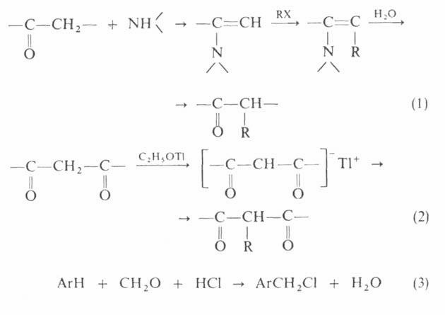 —C—CH₂— + NH< → —C=CH RX → —C=C H₂O →
O N N R
→ —C—CH— (1)
O R
—C—CH₂—C— C₂H₅OTl → [—C—CH—C—]⁻ Tl⁺ →
O O O O
→ —C—CH—C— (2)
O R O
ArH + CH₂O + HCl → ArCH₂Cl + H₂O (3)